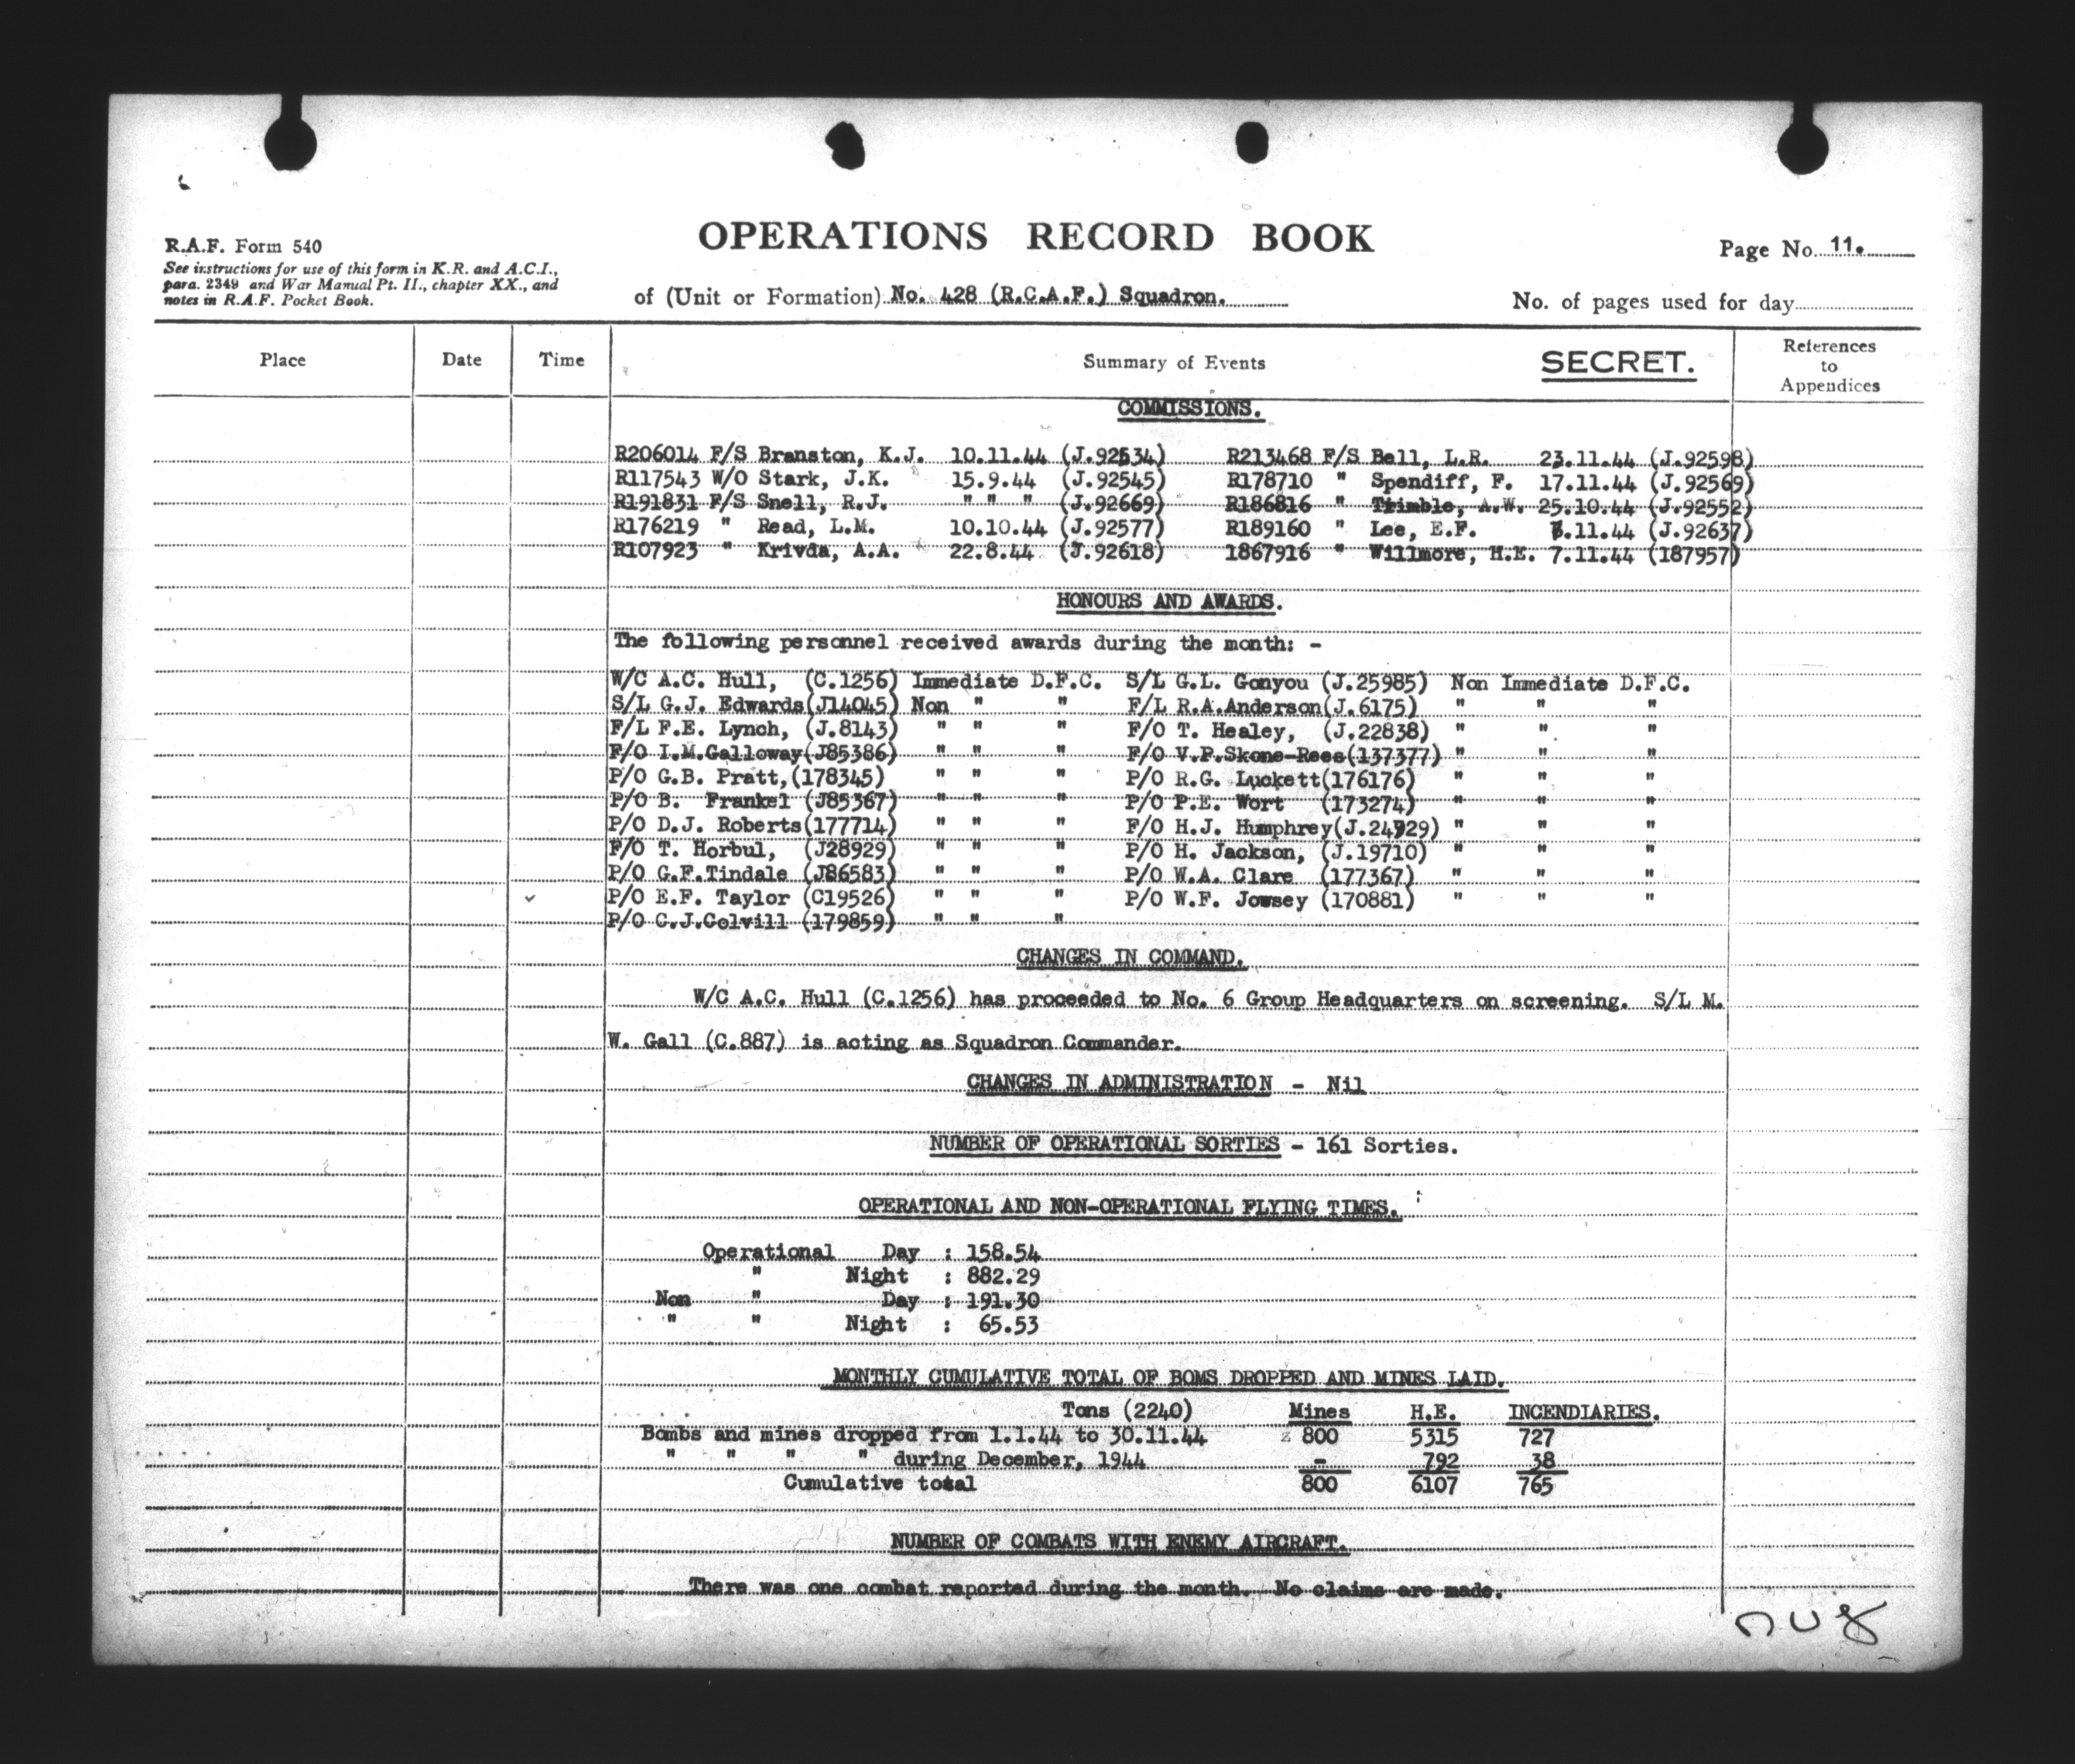 OPERATIONS RECORD BOOK
R.A.F. Form 540
See instructions for use of this form in K.R. and A.C.I.,
para. 2349 and War Manual Pt. II., chapter XX., and
notes in R.A.F. Pocket Book.
Page No. 11.
of (Unit or Formation) No. 428 (R.C.A.F.) Squadron.
No. of pages used for day
Place Date Time Summary of Events SECRET. References to Appendices
COMMISSIONS.
R206014 F/S Branston, K.J. 10.11.44 (J.92534) R213468 F/S Bell, L.R. 23.11.44 (J.92598)
R117543 W/O Stark, J.K. 15.9.44 (J.92545) R178710 " Spendiff, F. 17.11.44 (J.92569)
R191831 F/S Snell, R.J. " " " (J.92669) R186816 " Trimble, A.W. 25.10.44 (J.92552)
R176219 " Read, L.M. 10.10.44 (J.92577) R189160 " Lee, E.F. .11.44 (J.92637)
R107923 " Krivda, A.A. 22.8.44 (J.92618) 1867916 " Willmore, H.E. 7.11.44 (187957)
HONOURS AND AWARDS.
The following personnel received awards during the month: -
W/C A.C. Hull, (C.1256) Immediate D.F.C. S/L G.L. Gonyou (J.25985) Non Immediate D.F.C.
S/L G.J. Edwards(J14045) Non " " F/L R.A.Anderson(J.6175) " " "
F/L F.E. Lynch, (J.8143) " " " F/O T. Healey, (J.22838) " " "
F/O I.M.Galloway(J85386) " " " F/O V.P.Skone-Rees(137377) " " "
P/O G.B. Pratt,(178345) " " " P/O R.G. Luckett(176176) " " "
P/O B. Frankel (J85367) " " " P/O P.E. Wort (173274) " " "
P/O D.J. Roberts(177714) " " " F/O H.J. Humphrey(J.24929) " " "
F/O T. Horbul, (J28929) " " " P/O H. Jackson, (J.19710) " " "
P/O G.F.Tindale (J86583) " " " P/O W.A. Clare (177367) " " "
P/O E.F. Taylor (C19526) " " " P/O W.F. Jowsey (170881) " " "
P/O C.J.Colvill (179859) " " "
CHANGES IN COMMAND.
W/C A.C. Hull (C.1256) has proceeded to No. 6 Group Headquarters on screening. S/L M.
W. Gall (C.887) is acting as Squadron Commander.
CHANGES IN ADMINISTRATION - Nil
NUMBER OF OPERATIONAL SORTIES - 161 Sorties.
OPERATIONAL AND NON-OPERATIONAL FLYING TIMES.
Operational Day : 158.54
" Night : 882.29
Non " Day : 191.30
" " Night : 65.53
MONTHLY CUMULATIVE TOTAL OF BOMS DROPPED AND MINES LAID.
Tons (2240) Mines H.E. INCENDIARIES.
Bombs and mines dropped from 1.1.44 to 30.11.44 800 5315 727
" " " " during December, 1944 - 792 38
Cumulative total 800 6107 765
NUMBER OF COMBATS WITH ENEMY AIRCRAFT.
There was one combat reported during the month. No claims are made.